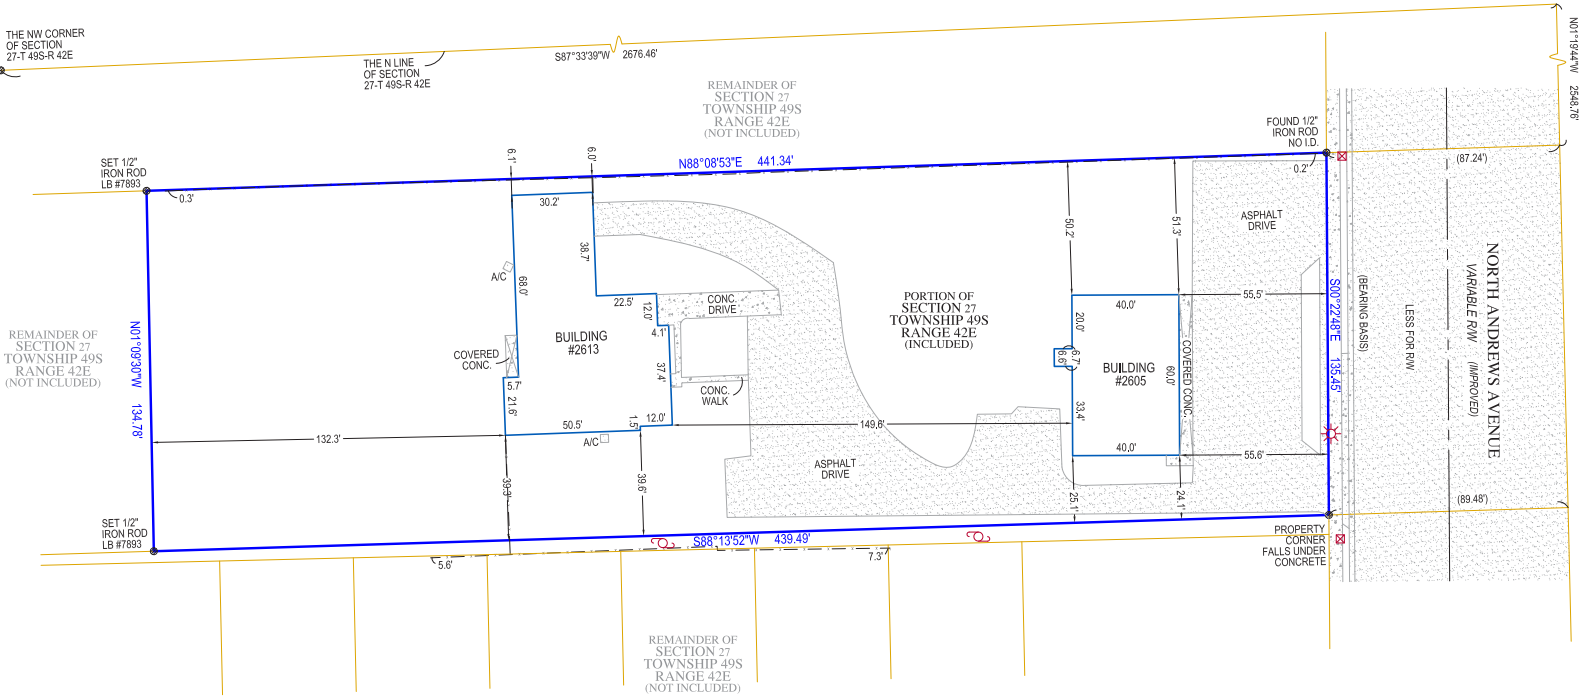 THE NW CORNER
OF SECTION
27-T 49S-R 42E
THE N LINE
OF SECTION
27-T 49S-R 42E
S87°33'39"W 2676.46'
N01°19'44"W 2548.76'
REMAINDER OF
SECTION 27
TOWNSHIP 49S
RANGE 42E
(NOT INCLUDED)
FOUND 1/2"
IRON ROD
NO I.D.
SET 1/2"
IRON ROD
LB #7893
0.3'
6.1'
6.0'
N88°08'53"E 441.34'
0.2'
(87.24')
30.2'
38.7'
A/C
68.0'
22.5'
12.0'
4.1'
CONC.
DRIVE
BUILDING
#2613
COVERED
CONC.
5.7'
21.6'
37.4'
CONC.
WALK
50.5'
1.5'
12.0'
A/C
PORTION OF
SECTION 27
TOWNSHIP 49S
RANGE 42E
(INCLUDED)
50.2'
51.3'
ASPHALT
DRIVE
40.0'
55.5'
20.0'
6.7'
6.6'
BUILDING
#2605
60.0'
COVERED CONC.
33.4'
40.0'
55.6'
S00°22'48"E 135.45'
(BEARING BASIS)
LESS FOR R/W
NORTH ANDREWS AVENUE
VARIABLE R/W (IMPROVED)
REMAINDER OF
SECTION 27
TOWNSHIP 49S
RANGE 42E
(NOT INCLUDED)
N01°09'30"W 134.78'
132.3'
149.6'
ASPHALT
DRIVE
39.3'
39.6'
25.1'
24.1'
(89.48')
SET 1/2"
IRON ROD
LB #7893
S88°13'52"W 439.49'
5.6'
7.3'
PROPERTY
CORNER
FALLS UNDER
CONCRETE
REMAINDER OF
SECTION 27
TOWNSHIP 49S
RANGE 42E
(NOT INCLUDED)